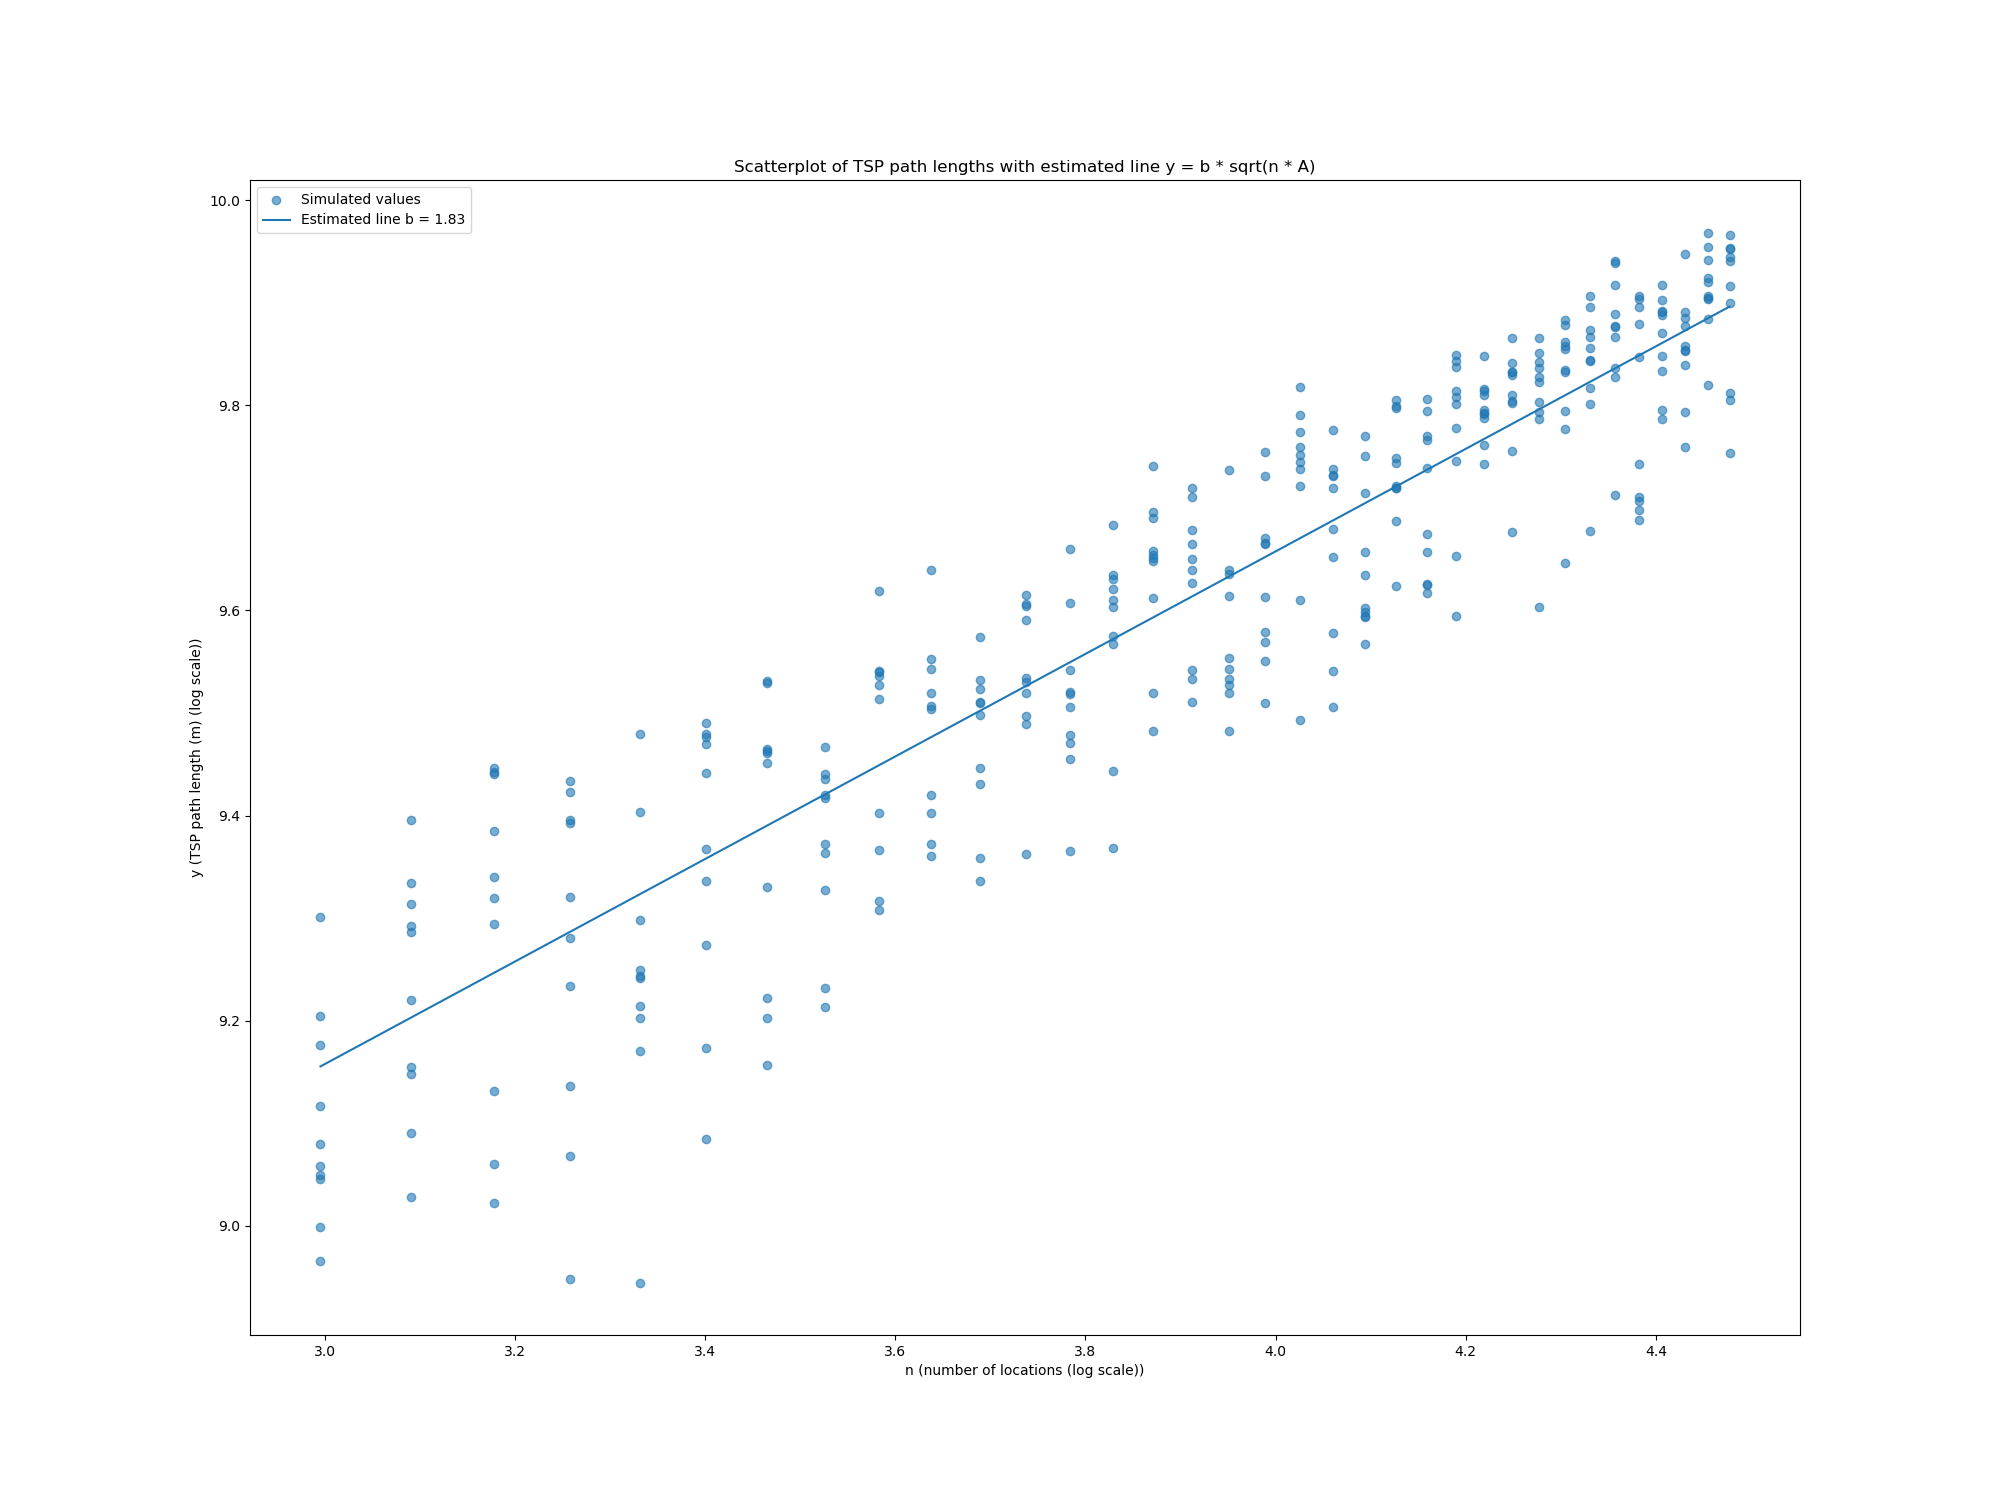 Scatterplot of TSP path lengths with estimated line y = b * sqrt(n * A)
Simulated values
Estimated line b = 1.83
10.0
9.8
9.6
9.4
9.2
9.0
y (TSP path length (m) (log scale))
3.0 3.2 3.4 3.6 3.8 4.0 4.2 4.4
n (number of locations (log scale))